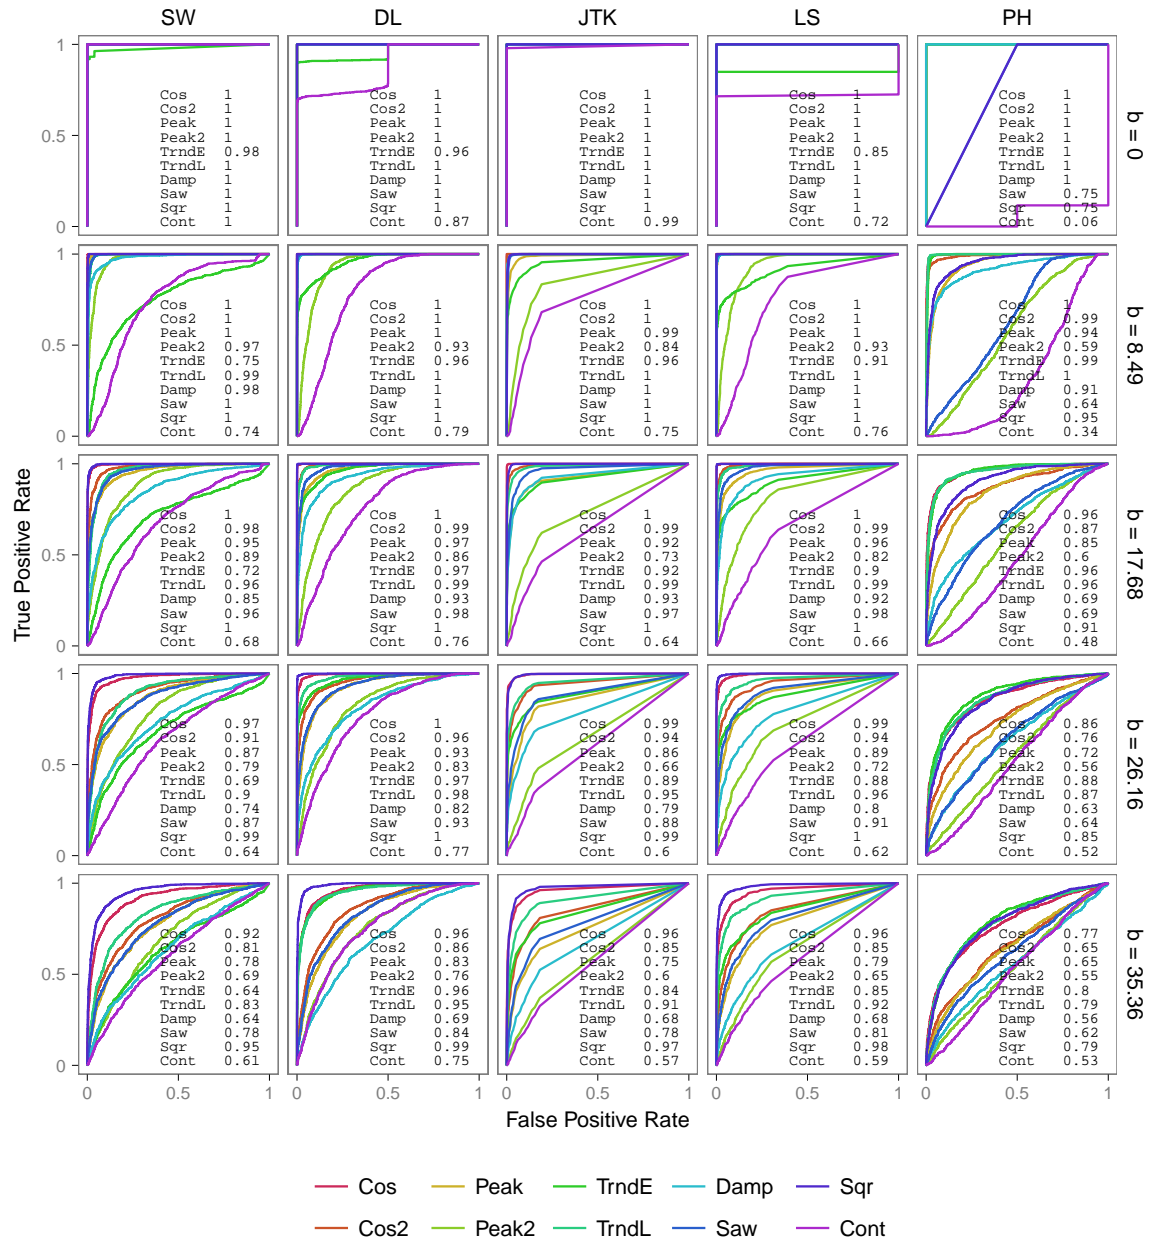 SW DL JTK LS PH
1
0.5
0
Cos 1
Cos2 1
Peak 1
Peak2 1
TrndE 0.98
TrndL 1
Damp 1
Saw 1
Sqr 1
Cont 1
Cos 1
Cos2 1
Peak 1
Peak2 1
TrndE 0.96
TrndL 1
Damp 1
Saw 1
Sqr 1
Cont 0.87
Cos 1
Cos2 1
Peak 1
Peak2 1
TrndE 1
TrndL 1
Damp 1
Saw 1
Sqr 1
Cont 0.99
Cos 1
Cos2 1
Peak 1
Peak2 1
TrndE 0.85
TrndL 1
Damp 1
Saw 1
Sqr 1
Cont 0.72
Cos 1
Cos2 1
Peak 1
Peak2 1
TrndE 1
TrndL 1
Damp 1
Saw 0.75
Sqr 0.75
Cont 0.06
b = 0
1
0.5
0
Cos 1
Cos2 1
Peak 1
Peak2 0.97
TrndE 0.75
TrndL 0.99
Damp 0.98
Saw 1
Sqr 1
Cont 0.74
Cos 1
Cos2 1
Peak 1
Peak2 0.93
TrndE 0.96
TrndL 1
Damp 1
Saw 1
Sqr 1
Cont 0.79
Cos 1
Cos2 1
Peak 0.99
Peak2 0.84
TrndE 0.96
TrndL 1
Damp 1
Saw 1
Sqr 1
Cont 0.75
Cos 1
Cos2 1
Peak 1
Peak2 0.93
TrndE 0.91
TrndL 1
Damp 1
Saw 1
Sqr 1
Cont 0.76
Cos 1
Cos2 0.99
Peak 0.94
Peak2 0.59
TrndE 0.99
TrndL 1
Damp 0.91
Saw 0.64
Sqr 0.95
Cont 0.34
b = 8.49
True Positive Rate
1
0.5
0
Cos 1
Cos2 0.98
Peak 0.95
Peak2 0.89
TrndE 0.72
TrndL 0.96
Damp 0.85
Saw 0.96
Sqr 1
Cont 0.68
Cos 1
Cos2 0.99
Peak 0.97
Peak2 0.86
TrndE 0.97
TrndL 0.99
Damp 0.93
Saw 0.98
Sqr 1
Cont 0.76
Cos 1
Cos2 0.99
Peak 0.92
Peak2 0.73
TrndE 0.92
TrndL 0.99
Damp 0.93
Saw 0.97
Sqr 1
Cont 0.64
Cos 1
Cos2 0.99
Peak 0.96
Peak2 0.82
TrndE 0.9
TrndL 0.99
Damp 0.92
Saw 0.98
Sqr 1
Cont 0.66
Cos 0.96
Cos2 0.87
Peak 0.85
Peak2 0.6
TrndE 0.96
TrndL 0.96
Damp 0.69
Saw 0.69
Sqr 0.91
Cont 0.48
b = 17.68
1
0.5
0
Cos 0.97
Cos2 0.91
Peak 0.87
Peak2 0.79
TrndE 0.69
TrndL 0.9
Damp 0.74
Saw 0.87
Sqr 0.99
Cont 0.64
Cos 1
Cos2 0.96
Peak 0.93
Peak2 0.83
TrndE 0.97
TrndL 0.98
Damp 0.82
Saw 0.93
Sqr 1
Cont 0.77
Cos 0.99
Cos2 0.94
Peak 0.86
Peak2 0.66
TrndE 0.89
TrndL 0.95
Damp 0.79
Saw 0.88
Sqr 0.99
Cont 0.6
Cos 0.99
Cos2 0.94
Peak 0.89
Peak2 0.72
TrndE 0.88
TrndL 0.96
Damp 0.8
Saw 0.91
Sqr 1
Cont 0.62
Cos 0.86
Cos2 0.76
Peak 0.72
Peak2 0.56
TrndE 0.88
TrndL 0.87
Damp 0.63
Saw 0.64
Sqr 0.85
Cont 0.52
b = 26.16
1
0.5
0
Cos 0.92
Cos2 0.81
Peak 0.78
Peak2 0.69
TrndE 0.64
TrndL 0.83
Damp 0.64
Saw 0.78
Sqr 0.95
Cont 0.61
Cos 0.96
Cos2 0.86
Peak 0.83
Peak2 0.76
TrndE 0.96
TrndL 0.95
Damp 0.69
Saw 0.84
Sqr 0.99
Cont 0.75
Cos 0.96
Cos2 0.85
Peak 0.75
Peak2 0.6
TrndE 0.84
TrndL 0.91
Damp 0.68
Saw 0.78
Sqr 0.97
Cont 0.57
Cos 0.96
Cos2 0.85
Peak 0.79
Peak2 0.65
TrndE 0.85
TrndL 0.92
Damp 0.68
Saw 0.81
Sqr 0.98
Cont 0.59
Cos 0.77
Cos2 0.65
Peak 0.65
Peak2 0.55
TrndE 0.8
TrndL 0.79
Damp 0.56
Saw 0.62
Sqr 0.79
Cont 0.53
b = 35.36
0 0.5 1 0 0.5 1 0 0.5 1 0 0.5 1 0 0.5 1
False Positive Rate
Cos Peak TrndE Damp Sqr
Cos2 Peak2 TrndL Saw Cont